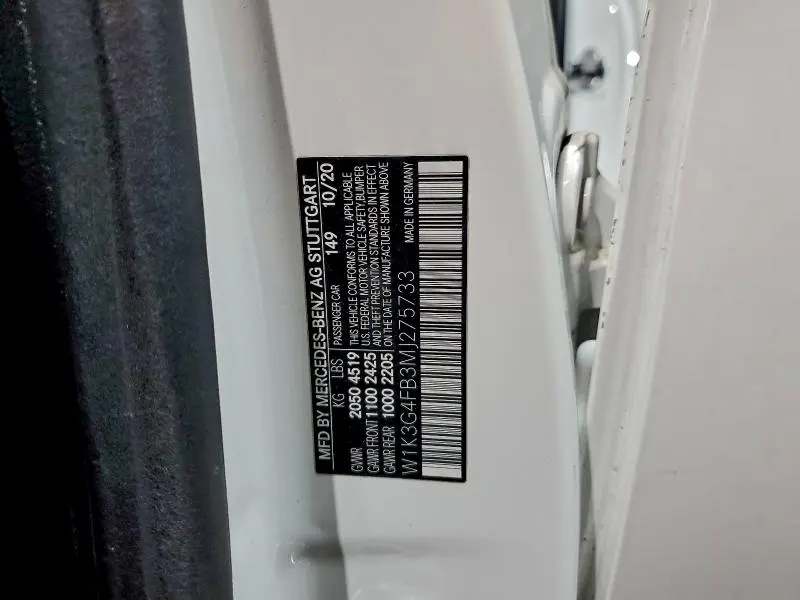 MFD BY MERCEDES-BENZ AG STUTTGART
KG LBS PASSENGER CAR 149 10/20
GVWR 2050 4519 THIS VEHICLE CONFORMS TO ALL APPLICABLE
U.S. FEDERAL MOTOR VEHICLE SAFETY,BUMPER
GAWR FRONT 1100 2425 AND THEFT PREVENTION STANDARDS IN EFFECT
GAWR REAR 1000 2205 ON THE DATE OF MANUFACTURE SHOWN ABOVE
W1K3G4FB3MJ275733 MADE IN GERMANY